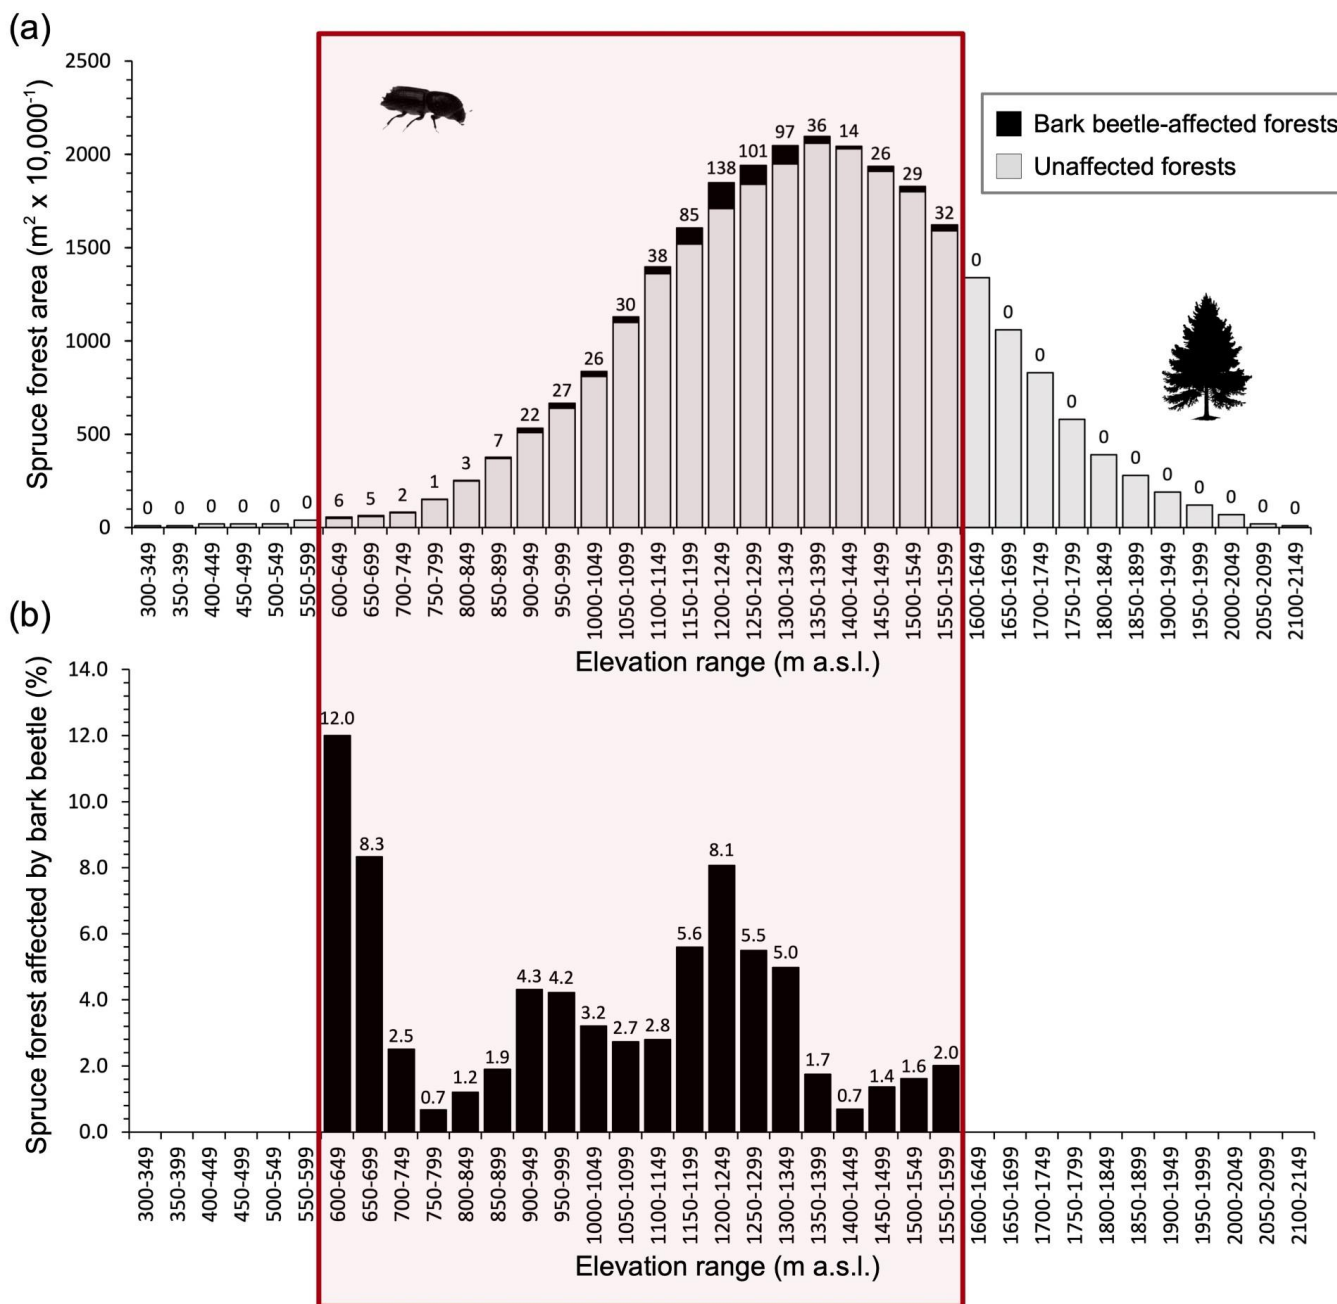 (a)
Spruce forest area (m² x 10,000⁻¹)
2500
2000
1500
1000
500
0
Bark beetle-affected forests
Unaffected forests
0 0 0 0 0 0 6 5 2 1 3 7 22 27 26 30 38 85 138 101 97 36 14 26 29 32 0 0 0 0 0 0 0 0 0 0 0
300-349 350-399 400-449 450-499 500-549 550-599 600-649 650-699 700-749 750-799 800-849 850-899 900-949 950-999 1000-1049 1050-1099 1100-1149 1150-1199 1200-1249 1250-1299 1300-1349 1350-1399 1400-1449 1450-1499 1500-1549 1550-1599 1600-1649 1650-1699 1700-1749 1750-1799 1800-1849 1850-1899 1900-1949 1950-1999 2000-2049 2050-2099 2100-2149
Elevation range (m a.s.l.)
(b)
Spruce forest affected by bark beetle (%)
14.0
12.0
10.0
8.0
6.0
4.0
2.0
0.0
12.0 8.3 2.5 0.7 1.2 1.9 4.3 4.2 3.2 2.7 2.8 5.6 8.1 5.5 5.0 1.7 0.7 1.4 1.6 2.0
300-349 350-399 400-449 450-499 500-549 550-599 600-649 650-699 700-749 750-799 800-849 850-899 900-949 950-999 1000-1049 1050-1099 1100-1149 1150-1199 1200-1249 1250-1299 1300-1349 1350-1399 1400-1449 1450-1499 1500-1549 1550-1599 1600-1649 1650-1699 1700-1749 1750-1799 1800-1849 1850-1899 1900-1949 1950-1999 2000-2049 2050-2099 2100-2149
Elevation range (m a.s.l.)